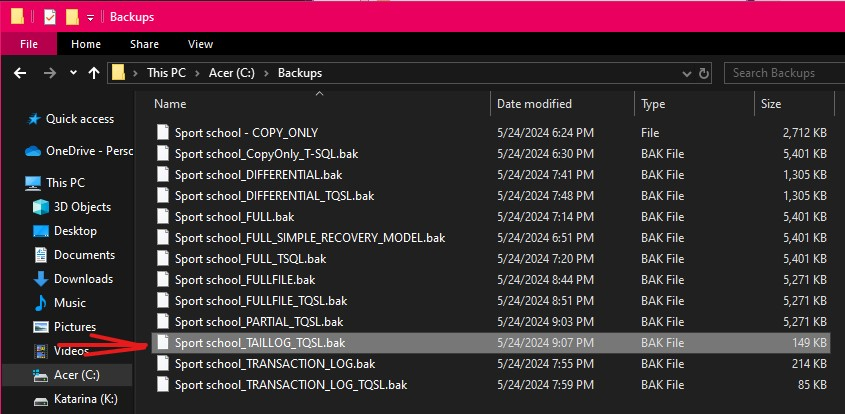 Backups
File Home Share View
This PC > Acer (C:) > Backups Search Backups
Name Date modified Type Size
Quick access
OneDrive - Persc
This PC
3D Objects
Desktop
Documents
Downloads
Music
Pictures
Videos
Acer (C:)
Katarina (K:)
Sport school - COPY_ONLY 5/24/2024 6:24 PM File 2,712 KB
Sport school_CopyOnly_T-SQL.bak 5/24/2024 6:30 PM BAK File 5,401 KB
Sport school_DIFFERENTIAL.bak 5/24/2024 7:41 PM BAK File 1,305 KB
Sport school_DIFFERENTIAL_TQSL.bak 5/24/2024 7:48 PM BAK File 1,305 KB
Sport school_FULL.bak 5/24/2024 7:14 PM BAK File 5,401 KB
Sport school_FULL_SIMPLE_RECOVERY_MODEL.bak 5/24/2024 6:51 PM BAK File 5,401 KB
Sport school_FULL_TSQL.bak 5/24/2024 7:20 PM BAK File 5,401 KB
Sport school_FULLFILE.bak 5/24/2024 8:44 PM BAK File 5,271 KB
Sport school_FULLFILE_TQSL.bak 5/24/2024 8:51 PM BAK File 5,271 KB
Sport school_PARTIAL_TQSL.bak 5/24/2024 9:03 PM BAK File 5,271 KB
Sport school_TAILLOG_TQSL.bak 5/24/2024 9:07 PM BAK File 149 KB
Sport school_TRANSACTION_LOG.bak 5/24/2024 7:55 PM BAK File 214 KB
Sport school_TRANSACTION_LOG_TQSL.bak 5/24/2024 7:59 PM BAK File 85 KB